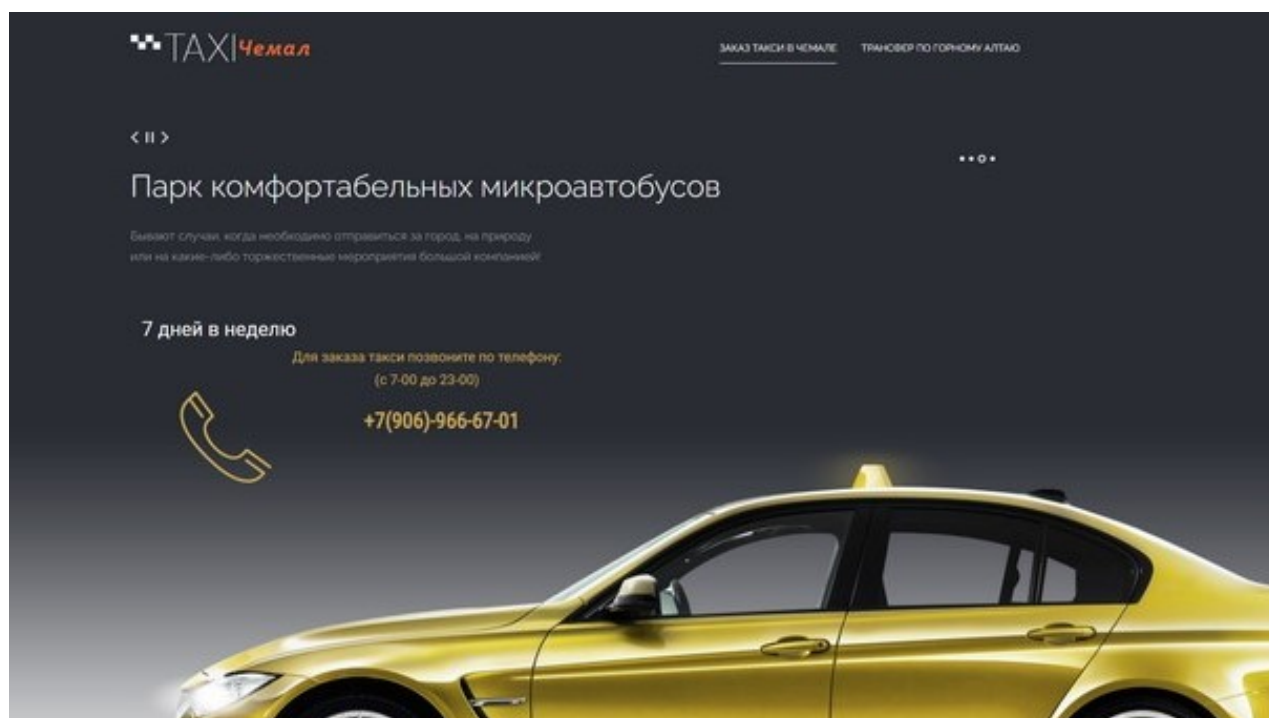 TAXI Чемал
ЗАКАЗ ТАКСИ В ЧЕМАЛЕ ТРАНСФЕР ПО ГОРНОМУ АЛТАЮ
Парк комфортабельных микроавтобусов
Бывают случаи, когда необходимо отправиться за город, на природу
или на какие-либо торжественные мероприятия большой компанией!
7 дней в неделю
Для заказа такси позвоните по телефону:
(с 7-00 до 23-00)
+7(906)-966-67-01